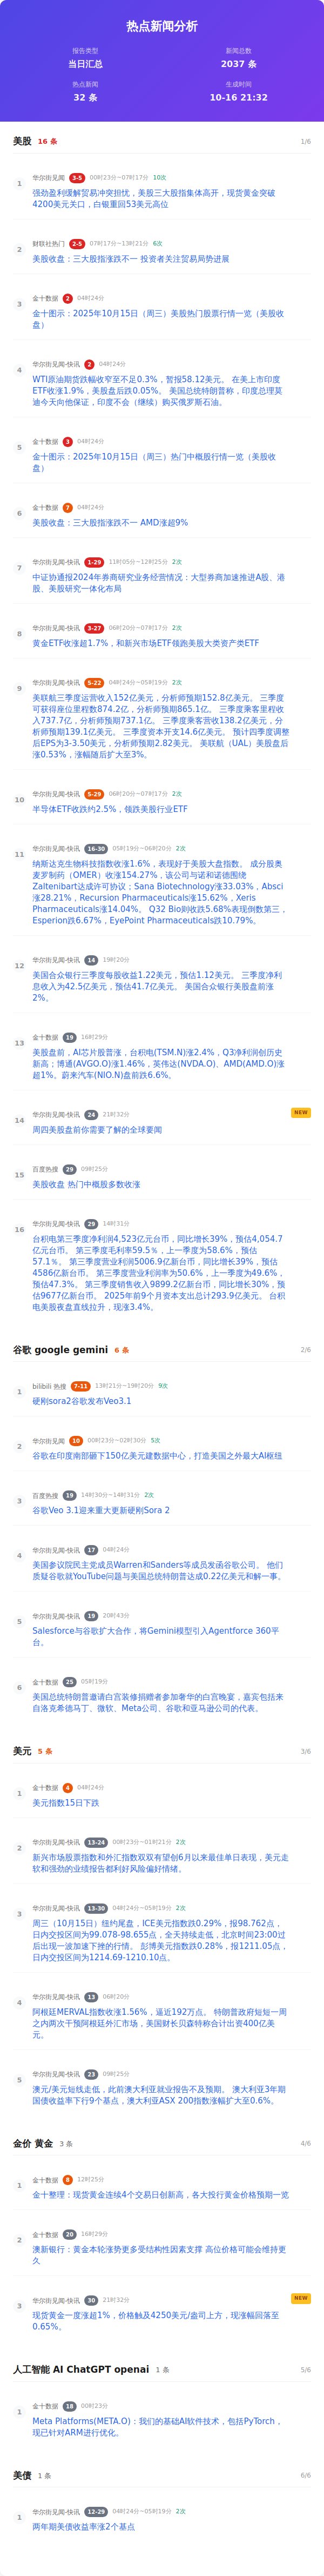 热点新闻分析
报告类型
新闻总数
当日汇总
2037 条
热点新闻
生成时间
32 条
10-16 21:32
美股 16 条 1/6
1
华尔街见闻 3-5 00时23分~07时17分 10次
强劲盈利缓解贸易冲突担忧，美股三大股指集体高开，现货黄金突破
4200美元关口，白银重回53美元高位
2
财联社热门 2-5 07时17分~13时21分 6次
美股收盘：三大股指涨跌不一 投资者关注贸易局势进展
3
金十数据 2 04时24分
金十图示：2025年10月15日（周三）美股热门股票行情一览（美股收
盘）
4
华尔街见闻-快讯 2 04时24分
WTI原油期货跌幅收窄至不足0.3%，暂报58.12美元。 在美上市印度
ETF收涨1.9%，美股盘后跌0.05%。 美国总统特朗普称，印度总理莫
迪今天向他保证，印度不会（继续）购买俄罗斯石油。
5
金十数据 3 04时24分
金十图示：2025年10月15日（周三）热门中概股行情一览（美股收
盘）
6
金十数据 7 04时24分
美股收盘：三大股指涨跌不一 AMD涨超9%
7
华尔街见闻-快讯 1-29 11时05分~12时25分 2次
中证协通报2024年券商研究业务经营情况：大型券商加速推进A股、港
股、美股研究一体化布局
8
华尔街见闻-快讯 3-27 06时20分~07时17分 2次
黄金ETF收涨超1.7%，和新兴市场ETF领跑美股大类资产类ETF
9
华尔街见闻-快讯 5-22 04时24分~05时19分 2次
美联航三季度运营收入152亿美元，分析师预期152.8亿美元。 三季度
可获得座位里程数874.2亿，分析师预期865.1亿。 三季度乘客里程收
入737.7亿，分析师预期737.1亿。 三季度乘客营收138.2亿美元，分
析师预期139.1亿美元。 三季度资本开支14.6亿美元。 预计四季度调整
后EPS为3-3.50美元，分析师预期2.82美元。 美联航（UAL）美股盘后
涨0.53%，涨幅随后扩大至3%。
10
华尔街见闻-快讯 5-29 06时20分~07时17分 2次
半导体ETF收跌约2.5%，领跌美股行业ETF
11
华尔街见闻-快讯 16-30 05时19分~06时20分 2次
纳斯达克生物科技指数收涨1.6%，表现好于美股大盘指数。 成分股奥
麦罗制药（OMER）收涨154.27%，该公司与诺和诺德围绕
Zaltenibart达成许可协议；Sana Biotechnology涨33.03%，Absci
涨28.21%，Recursion Pharmaceuticals涨15.62%，Xeris
Pharmaceuticals涨14.04%。 Q32 Bio则收跌5.68%表现倒数第三，
Esperion跌6.67%，EyePoint Pharmaceuticals跌10.79%。
12
华尔街见闻-快讯 14 19时20分
美国合众银行三季度每股收益1.22美元，预估1.12美元。 三季度净利
息收入为42.5亿美元，预估41.7亿美元。 美国合众银行美股盘前涨
2%。
13
金十数据 19 16时29分
美股盘前，AI芯片股普涨，台积电(TSM.N)涨2.4%，Q3净利润创历史
新高；博通(AVGO.O)涨1.46%，英伟达(NVDA.O)、AMD(AMD.O)涨
超1%。蔚来汽车(NIO.N)盘前跌6.6%。
14
华尔街见闻-快讯 24 21时32分
NEW
周四美股盘前你需要了解的全球要闻
15
百度热搜 29 09时25分
美股收盘 热门中概股多数收涨
16
华尔街见闻-快讯 29 14时31分
台积电第三季度净利润4,523亿元台币，同比增长39%，预估4,054.7
亿元台币。 第三季度毛利率59.5％，上一季度为58.6%，预估
57.1％。 第三季度营业利润5006.9亿新台币，同比增长39%，预估
4586亿新台币。 第三季度营业利润率为50.6%，上一季度为49.6%，
预估47.3%。 第三季度销售收入9899.2亿新台币，同比增长30%，预
估9677亿新台币。 2025年前9个月资本支出总计293.9亿美元。 台积
电美股夜盘直线拉升，现涨3.4%。
谷歌 google gemini 6 条 2/6
1
bilibili 热搜 7-11 13时21分~19时20分 9次
硬刚sora2谷歌发布Veo3.1
2
华尔街见闻 10 00时23分~02时30分 5次
谷歌在印度南部砸下150亿美元建数据中心，打造美国之外最大AI枢纽
3
百度热搜 19 14时30分~14时31分 2次
谷歌Veo 3.1迎来重大更新硬刚Sora 2
4
华尔街见闻-快讯 17 04时24分
美国参议院民主党成员Warren和Sanders等成员发函谷歌公司。 他们
质疑谷歌就YouTube问题与美国总统特朗普达成0.22亿美元和解一事。
5
华尔街见闻-快讯 19 20时43分
Salesforce与谷歌扩大合作，将Gemini模型引入Agentforce 360平
台。
6
金十数据 25 05时19分
美国总统特朗普邀请白宫装修捐赠者参加奢华的白宫晚宴，嘉宾包括来
自洛克希德马丁、微软、Meta公司、谷歌和亚马逊公司的代表。
美元 5 条 3/6
1
金十数据 4 04时24分
美元指数15日下跌
2
华尔街见闻-快讯 13-24 00时23分~01时21分 2次
新兴市场股票指数和外汇指数双双有望创6月以来最佳单日表现，美元走
软和强劲的业绩报告都利好风险偏好情绪。
3
华尔街见闻-快讯 13-30 04时24分~05时19分 2次
周三（10月15日）纽约尾盘，ICE美元指数跌0.29%，报98.762点，
日内交投区间为99.078-98.655点，全天持续走低，北京时间23:00过
后出现一波加速下挫的行情。 彭博美元指数跌0.28%，报1211.05点，
日内交投区间为1214.69-1210.10点。
4
华尔街见闻-快讯 13 06时20分
阿根廷MERVAL指数收涨1.56%，逼近192万点。 特朗普政府短短一周
之内两次干预阿根廷外汇市场，美国财长贝森特称合计出资400亿美
元。
5
华尔街见闻-快讯 23 09时25分
澳元/美元短线走低，此前澳大利亚就业报告不及预期。 澳大利亚3年期
国债收益率下行9个基点，澳大利亚ASX 200指数涨幅扩大至0.6%。
金价 黄金 3 条 4/6
1
金十数据 8 12时25分
金十整理：现货黄金连续4个交易日创新高，各大投行黄金价格预期一览
2
金十数据 20 16时29分
澳新银行：黄金本轮涨势更多受结构性因素支撑 高位价格可能会维持更
久
3
华尔街见闻-快讯 30 21时32分
NEW
现货黄金一度涨超1%，价格触及4250美元/盎司上方，现涨幅回落至
0.65%。
人工智能 AI ChatGPT openai 1 条 5/6
1
金十数据 18 00时23分
Meta Platforms(META.O)：我们的基础AI软件技术，包括PyTorch，
现已针对ARM进行优化。
美债 1 条 6/6
1
华尔街见闻-快讯 12-29 04时24分~05时19分 2次
两年期美债收益率涨2个基点